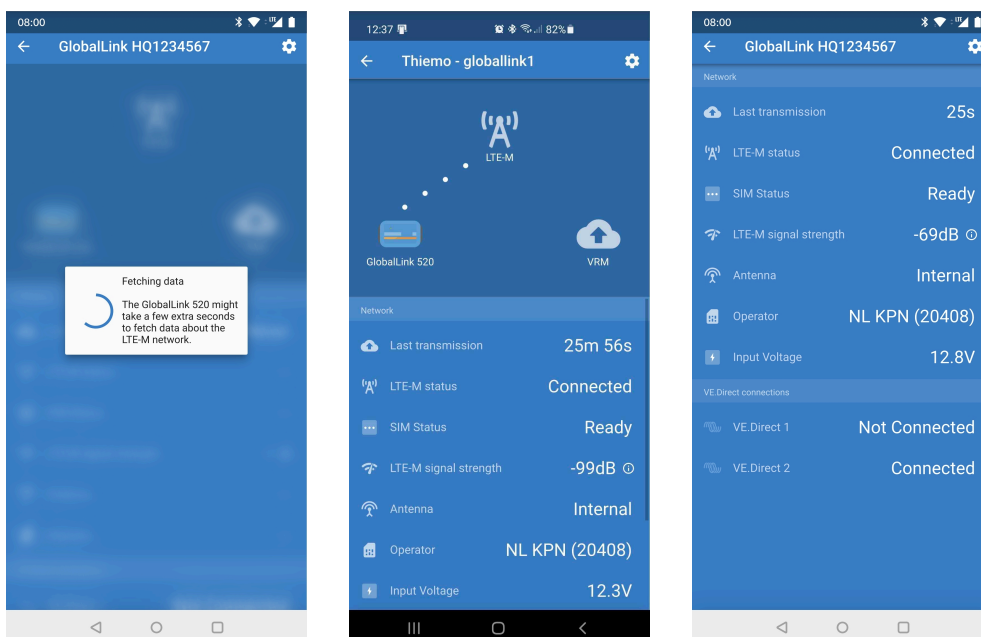 08:00
GlobalLink HQ1234567
Fetching data
The GlobalLink 520 might
take a few extra seconds
to fetch data about the
LTE-M network.
12:37
82%
Thiemo - globallink1
LTE-M
GlobalLink 520
VRM
Network
Last transmission 25m 56s
LTE-M status Connected
SIM Status Ready
LTE-M signal strength -99dB
Antenna Internal
Operator NL KPN (20408)
Input Voltage 12.3V
08:00
GlobalLink HQ1234567
Network
Last transmission 25s
LTE-M status Connected
SIM Status Ready
LTE-M signal strength -69dB
Antenna Internal
Operator NL KPN (20408)
Input Voltage 12.8V
VE.Direct connections
VE.Direct 1 Not Connected
VE.Direct 2 Connected